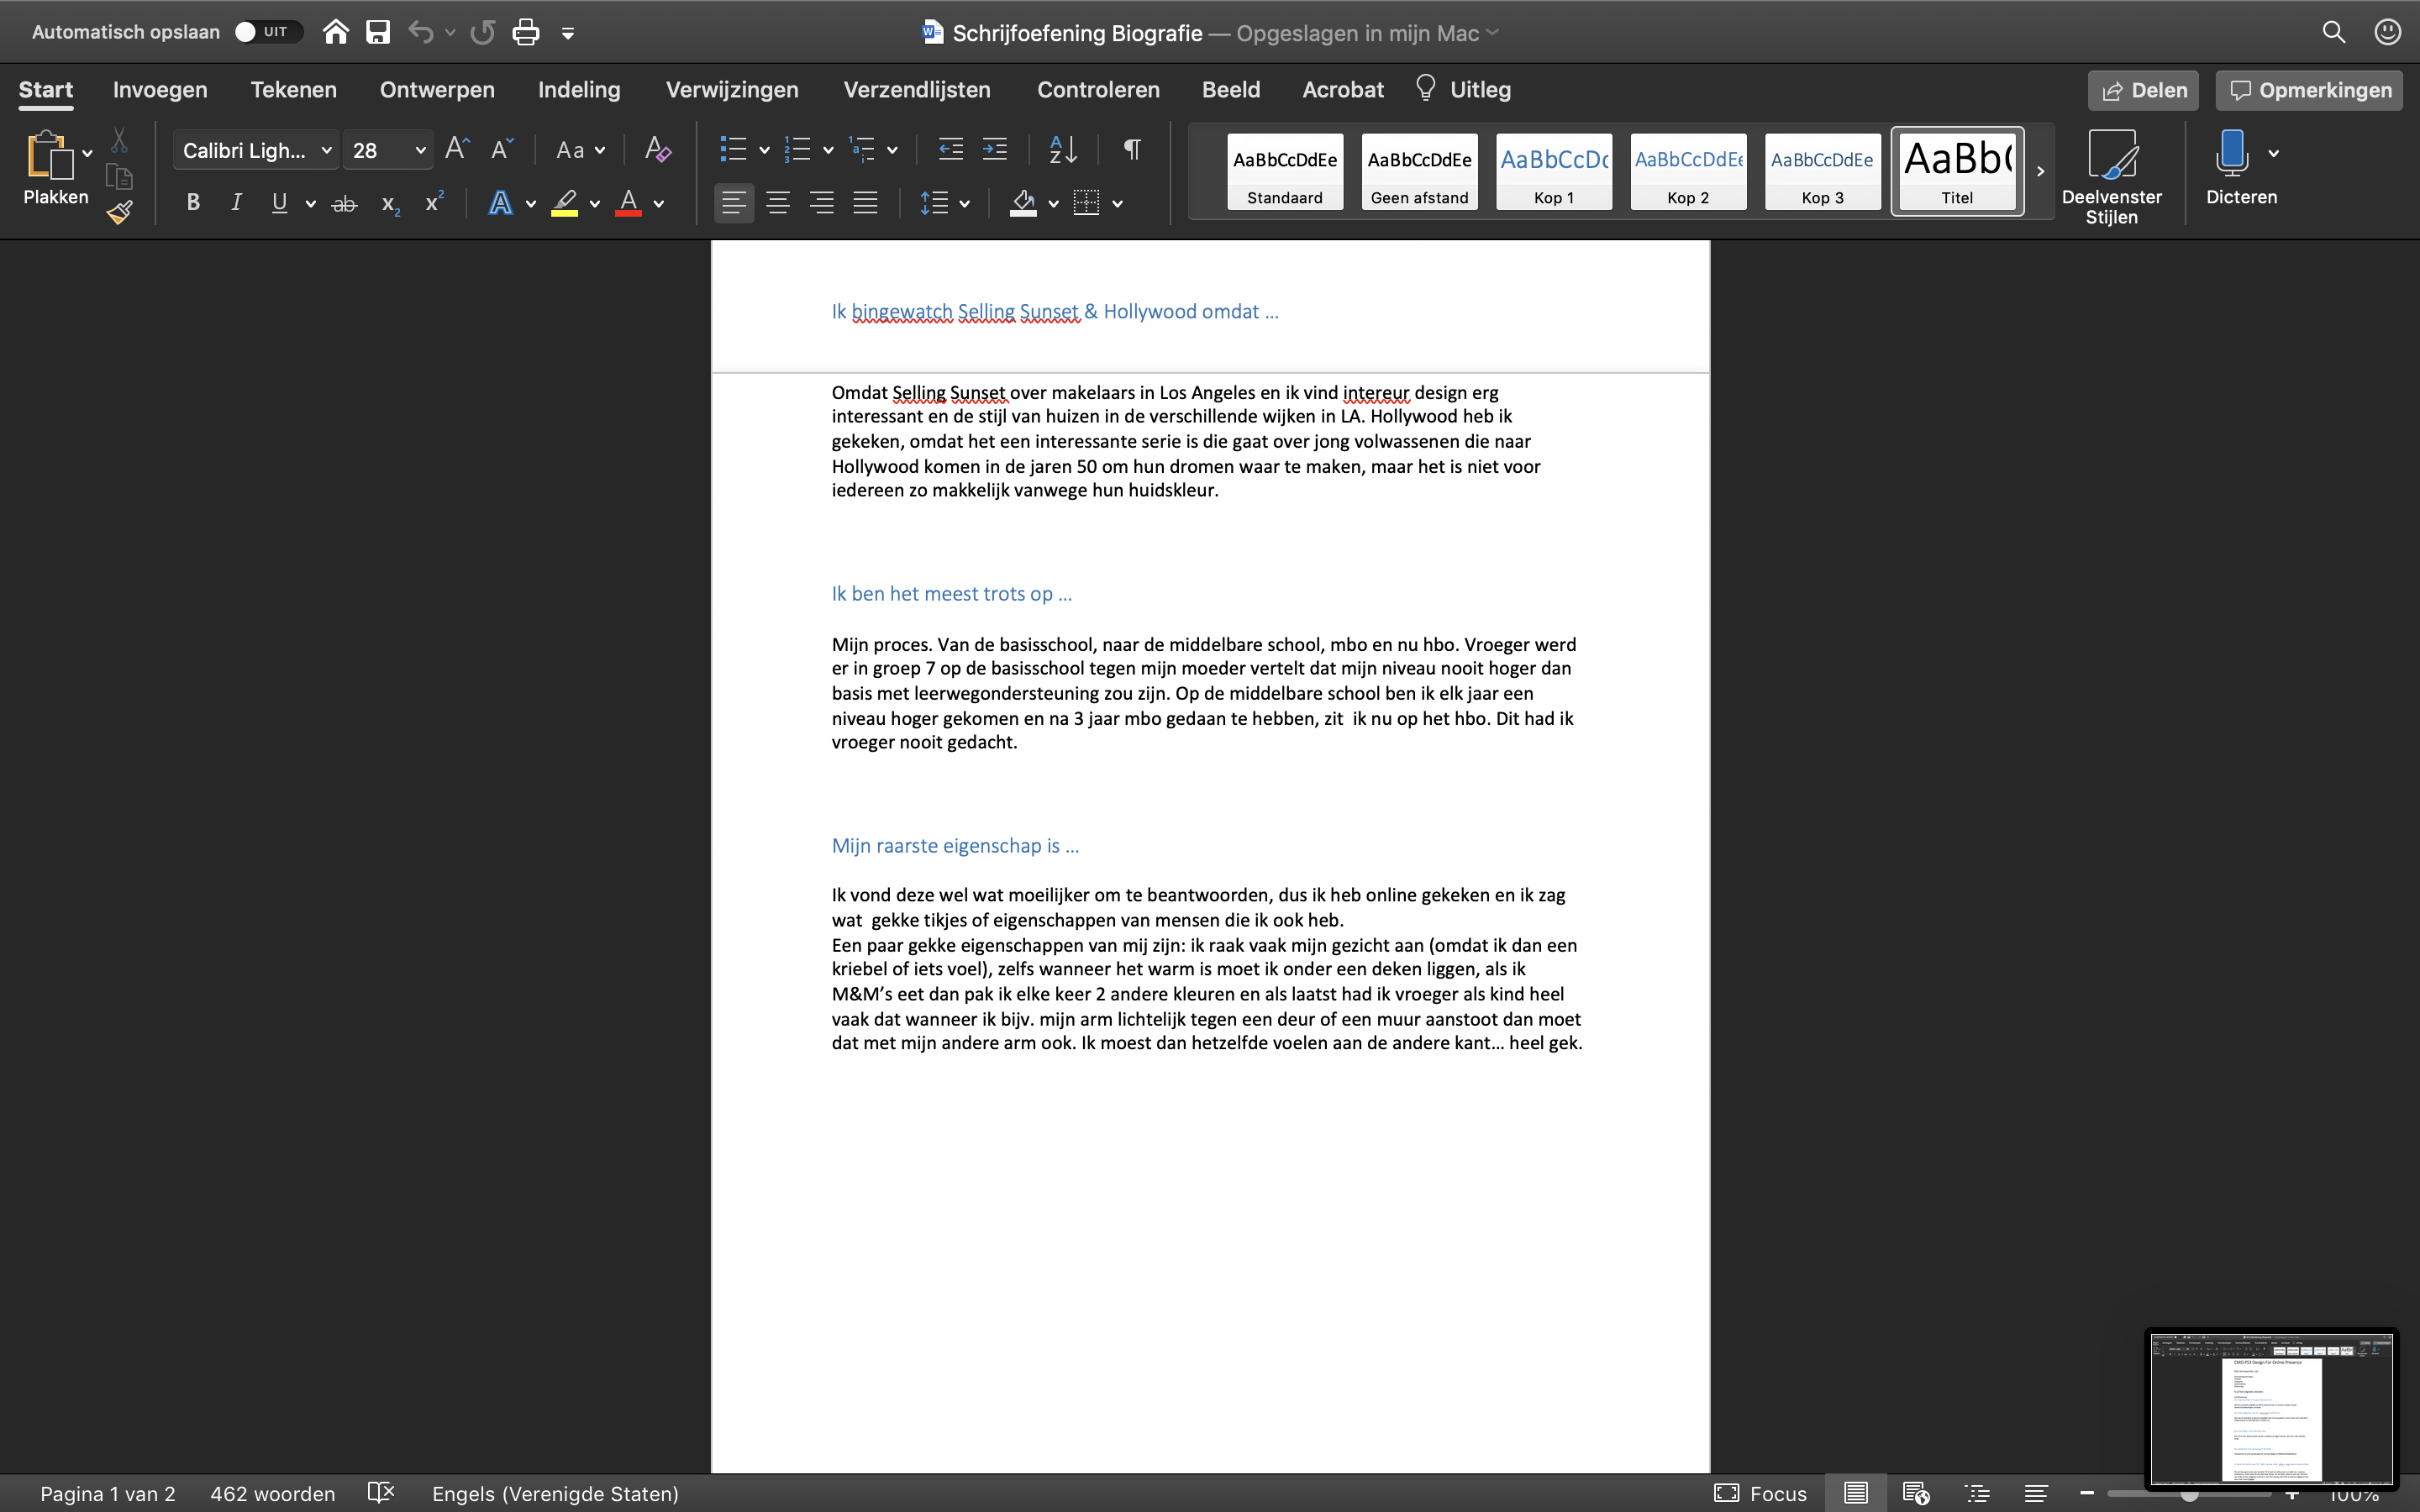 Automatisch opslaan UIT
Schrijfoefening Biografie — Opgeslagen in mijn Mac
Start Invoegen Tekenen Ontwerpen Indeling Verwijzingen Verzendlijsten Controleren Beeld Acrobat Uitleg Delen Opmerkingen
Plakken
Calibri Ligh... 28
AaBbCcDdEe AaBbCcDdEe AaBbCcDc AaBbCcDdEe AaBbCcDdEe AaBb(
Standaard Geen afstand Kop 1 Kop 2 Kop 3 Titel
Deelvenster Stijlen
Dicteren
Ik bingewatch Selling Sunset & Hollywood omdat ...
Omdat Selling Sunset over makelaars in Los Angeles en ik vind intereur design erg
interessant en de stijl van huizen in de verschillende wijken in LA. Hollywood heb ik
gekeken, omdat het een interessante serie is die gaat over jong volwassenen die naar
Hollywood komen in de jaren 50 om hun dromen waar te maken, maar het is niet voor
iedereen zo makkelijk vanwege hun huidskleur.
Ik ben het meest trots op ...
Mijn proces. Van de basisschool, naar de middelbare school, mbo en nu hbo. Vroeger werd
er in groep 7 op de basisschool tegen mijn moeder vertelt dat mijn niveau nooit hoger dan
basis met leerwegondersteuning zou zijn. Op de middelbare school ben ik elk jaar een
niveau hoger gekomen en na 3 jaar mbo gedaan te hebben, zit  ik nu op het hbo. Dit had ik
vroeger nooit gedacht.
Mijn raarste eigenschap is ...
Ik vond deze wel wat moeilijker om te beantwoorden, dus ik heb online gekeken en ik zag
wat  gekke tikjes of eigenschappen van mensen die ik ook heb.
Een paar gekke eigenschappen van mij zijn: ik raak vaak mijn gezicht aan (omdat ik dan een
kriebel of iets voel), zelfs wanneer het warm is moet ik onder een deken liggen, als ik
M&M’s eet dan pak ik elke keer 2 andere kleuren en als laatst had ik vroeger als kind heel
vaak dat wanneer ik bijv. mijn arm lichtelijk tegen een deur of een muur aanstoot dan moet
dat met mijn andere arm ook. Ik moest dan hetzelfde voelen aan de andere kant... heel gek.
Pagina 1 van 2 462 woorden Engels (Verenigde Staten) Focus 100%